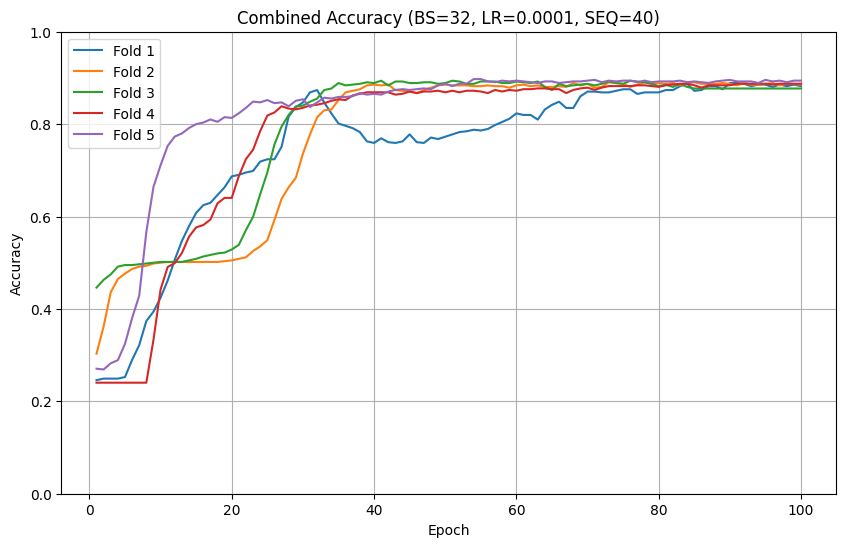 Combined Accuracy (BS=32, LR=0.0001, SEQ=40)
Fold 1
Fold 2
Fold 3
Fold 4
Fold 5
Accuracy
1.0
0.8
0.6
0.4
0.2
0.0
0 20 40 60 80 100
Epoch